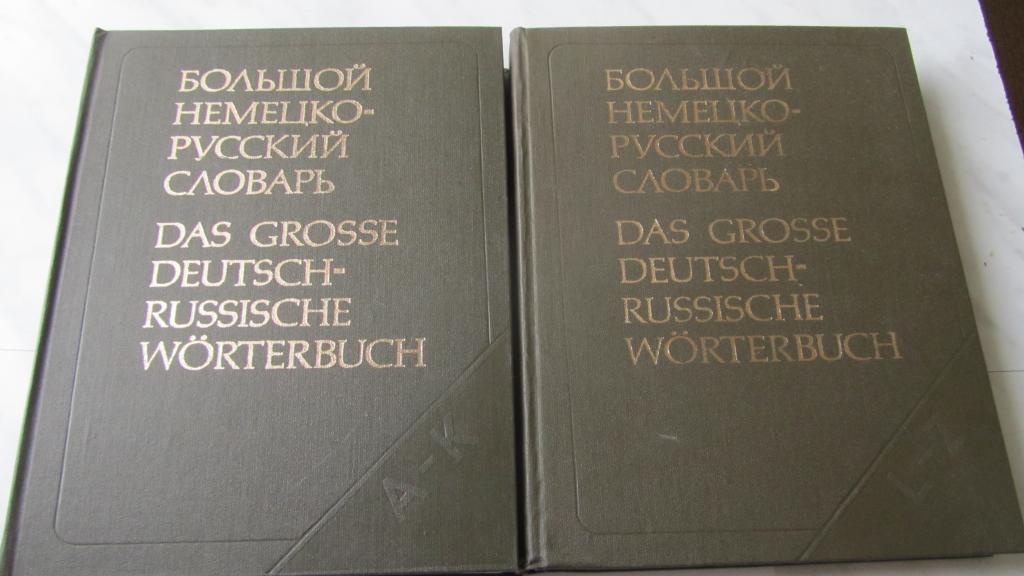 БОЛЬШОЙ
НЕМЕЦКО-
РУССКИЙ
СЛОВАРЬ
DAS GROSSE
DEUTSCH-
RUSSISCHE
WÖRTERBUCH
A-K
БОЛЬШОЙ
НЕМЕЦКО-
РУССКИЙ
СЛОВАРЬ
DAS GROSSE
DEUTSCH-
RUSSISCHE
WÖRTERBUCH
L-Z